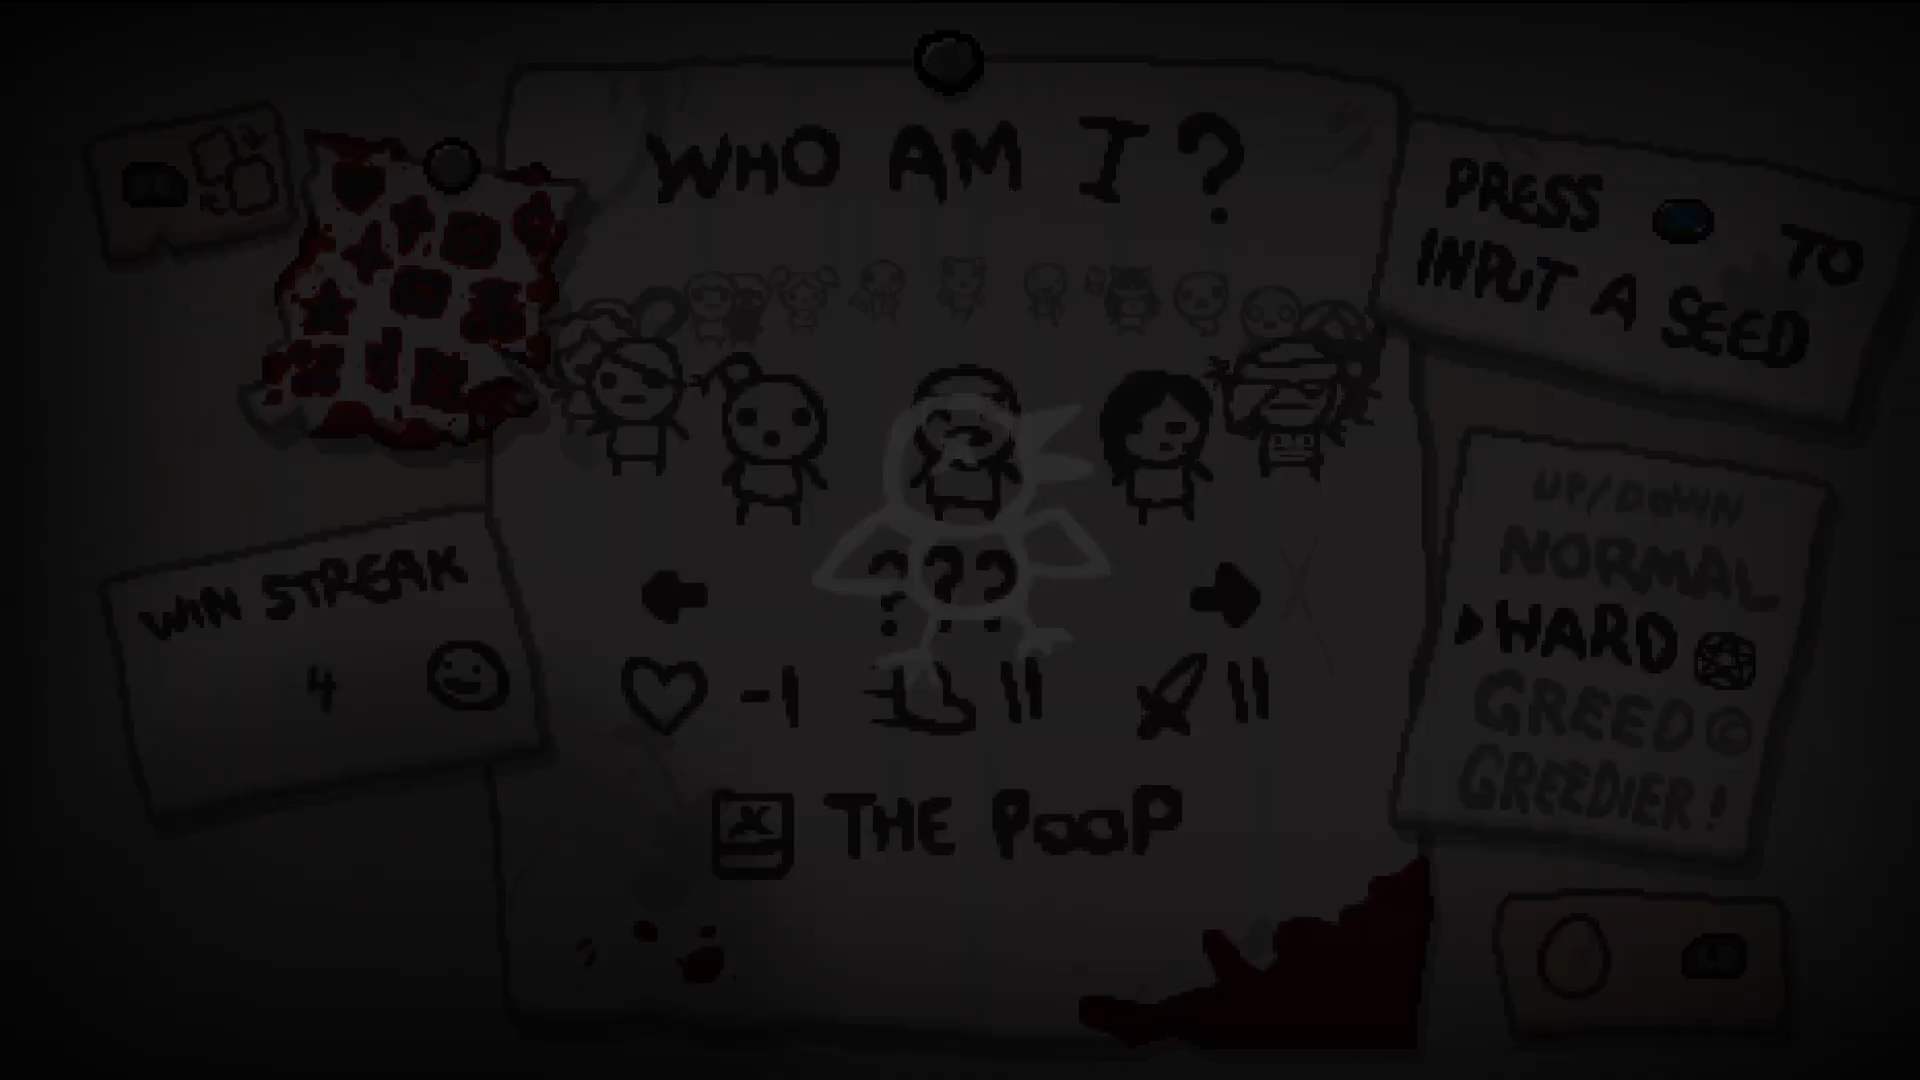 WHO AM I?
PRESS TO
INPUT A SEED
WIN STREAK
4
UP/DOWN
NORMAL
HARD
GREED
GREEDIER!
???
-1
THE POOP